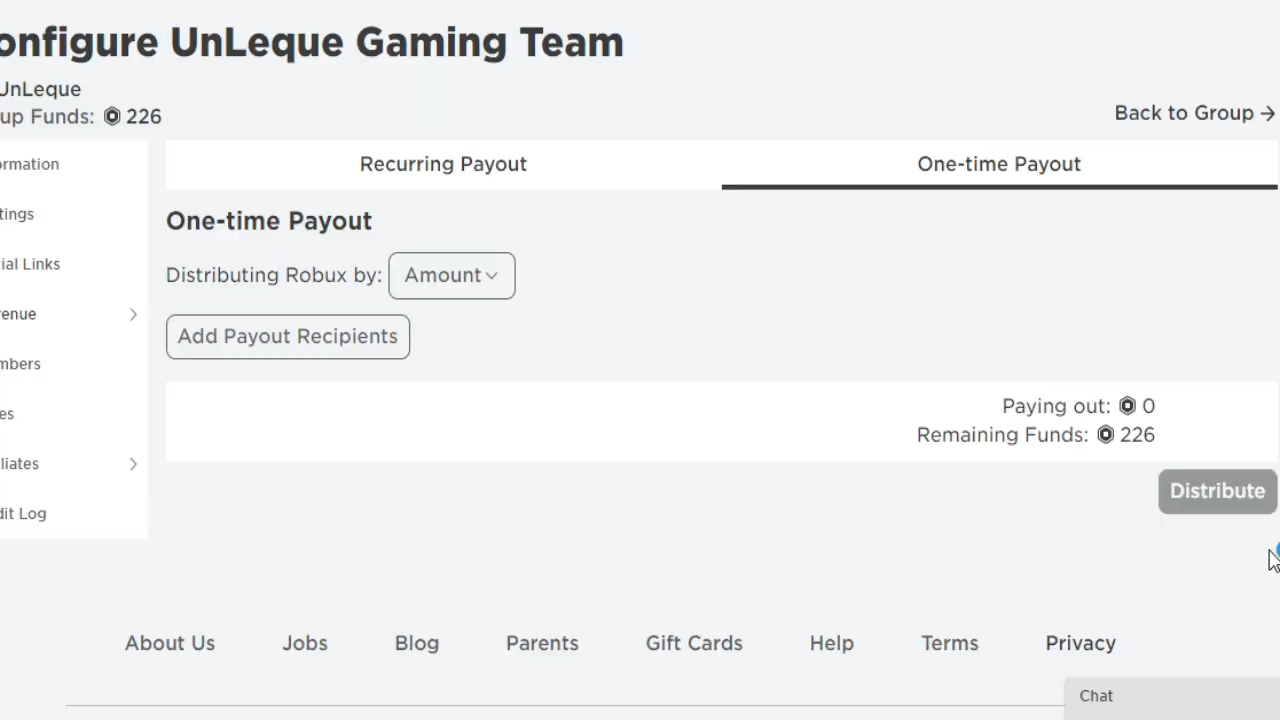 onfigure UnLeque Gaming Team
UnLeque
up Funds: 226
Back to Group
ormation
Recurring Payout
One-time Payout
tings
One-time Payout
ial Links
Distributing Robux by: Amount
enue
Add Payout Recipients
mbers
es
Paying out: 0
Remaining Funds: 226
liates
Distribute
dit Log
About Us
Jobs
Blog
Parents
Gift Cards
Help
Terms
Privacy
Chat